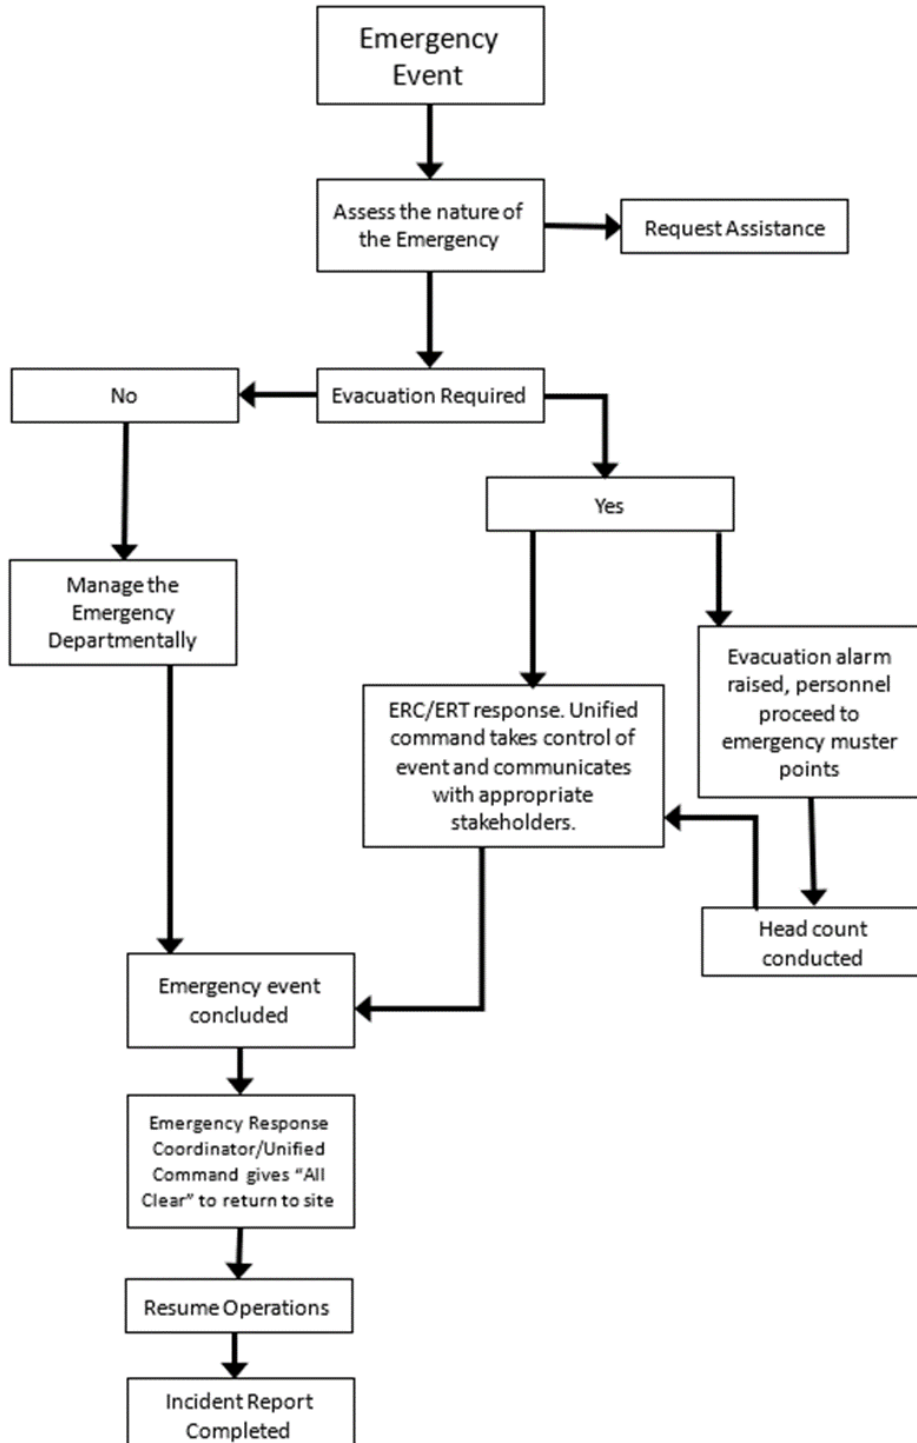 Emergency
Event
Assess the nature of
the Emergency
Request Assistance
No
Evacuation Required
Yes
Manage the
Emergency
Departmentally
Evacuation alarm
raised, personnel
proceed to
emergency muster
points
ERC/ERT response. Unified
command takes control of
event and communicates
with appropriate
stakeholders.
Head count
conducted
Emergency event
concluded
Emergency Response
Coordinator/Unified
Command gives “All
Clear” to return to site
Resume Operations
Incident Report
Completed